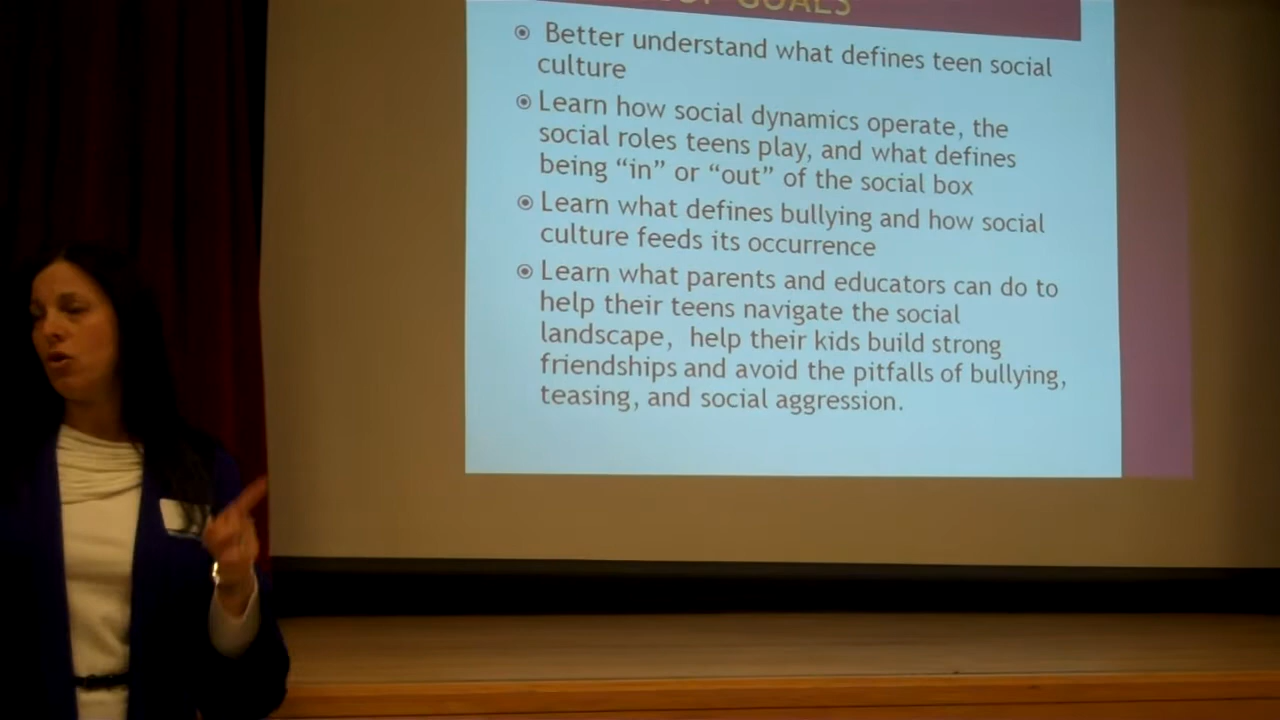 GOALS
Better understand what defines teen social
culture
Learn how social dynamics operate, the
social roles teens play, and what defines
being “in” or “out” of the social box
Learn what defines bullying and how social
culture feeds its occurrence
Learn what parents and educators can do to
help their teens navigate the social
landscape, help their kids build strong
friendships and avoid the pitfalls of bullying,
teasing, and social aggression.